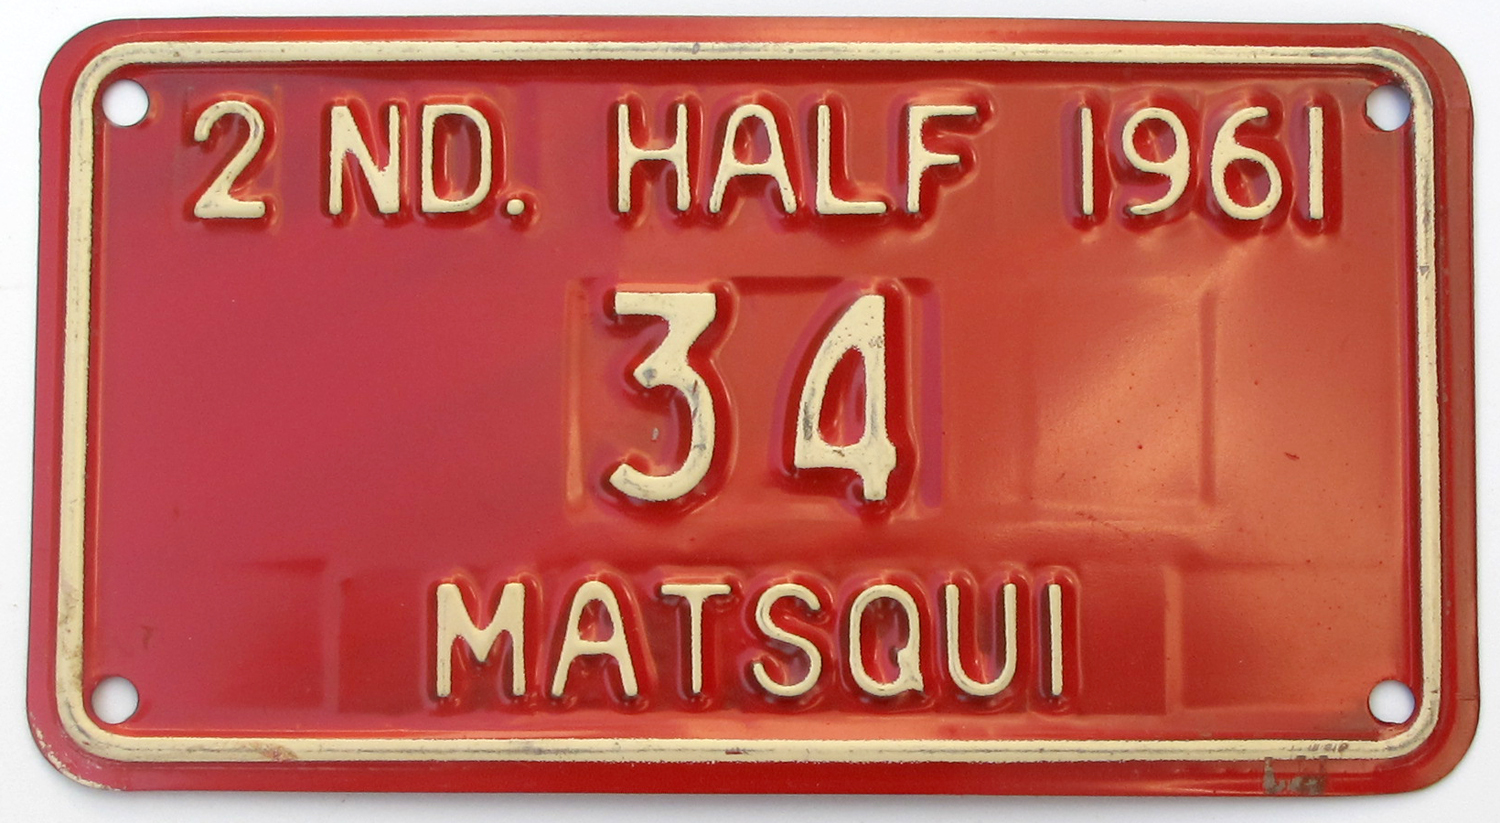 2 ND. HALF 1961
34
MATSQUI